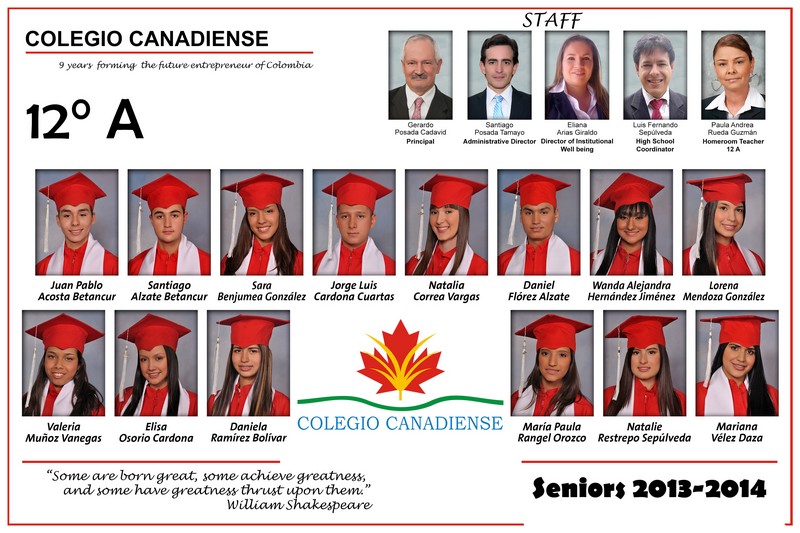 COLEGIO CANADIENSE
9 years forming the future entrepreneur of Colombia
12º A
STAFF
Gerardo
Posada Cadavid
Principal
Santiago
Posada Tamayo
Administrative Director
Eliana
Arias Giraldo
Director of Institutional
Well being
Luis Fernando
Sepúlveda
High School
Coordinator
Paula Andrea
Rueda Guzmán
Homeroom Teacher
12 A
Juan Pablo
Acosta Betancur
Santiago
Alzate Betancur
Sara
Benjumea González
Jorge Luis
Cardona Cuartas
Natalia
Correa Vargas
Daniel
Flórez Alzate
Wanda Alejandra
Hernández Jiménez
Lorena
Mendoza González
Valeria
Muñoz Vanegas
Elisa
Osorio Cardona
Daniela
Ramírez Bolívar
COLEGIO CANADIENSE
María Paula
Rangel Orozco
Natalie
Restrepo Sepúlveda
Mariana
Vélez Daza
“Some are born great, some achieve greatness,
and some have greatness thrust upon them.”
William Shakespeare
Seniors 2013-2014